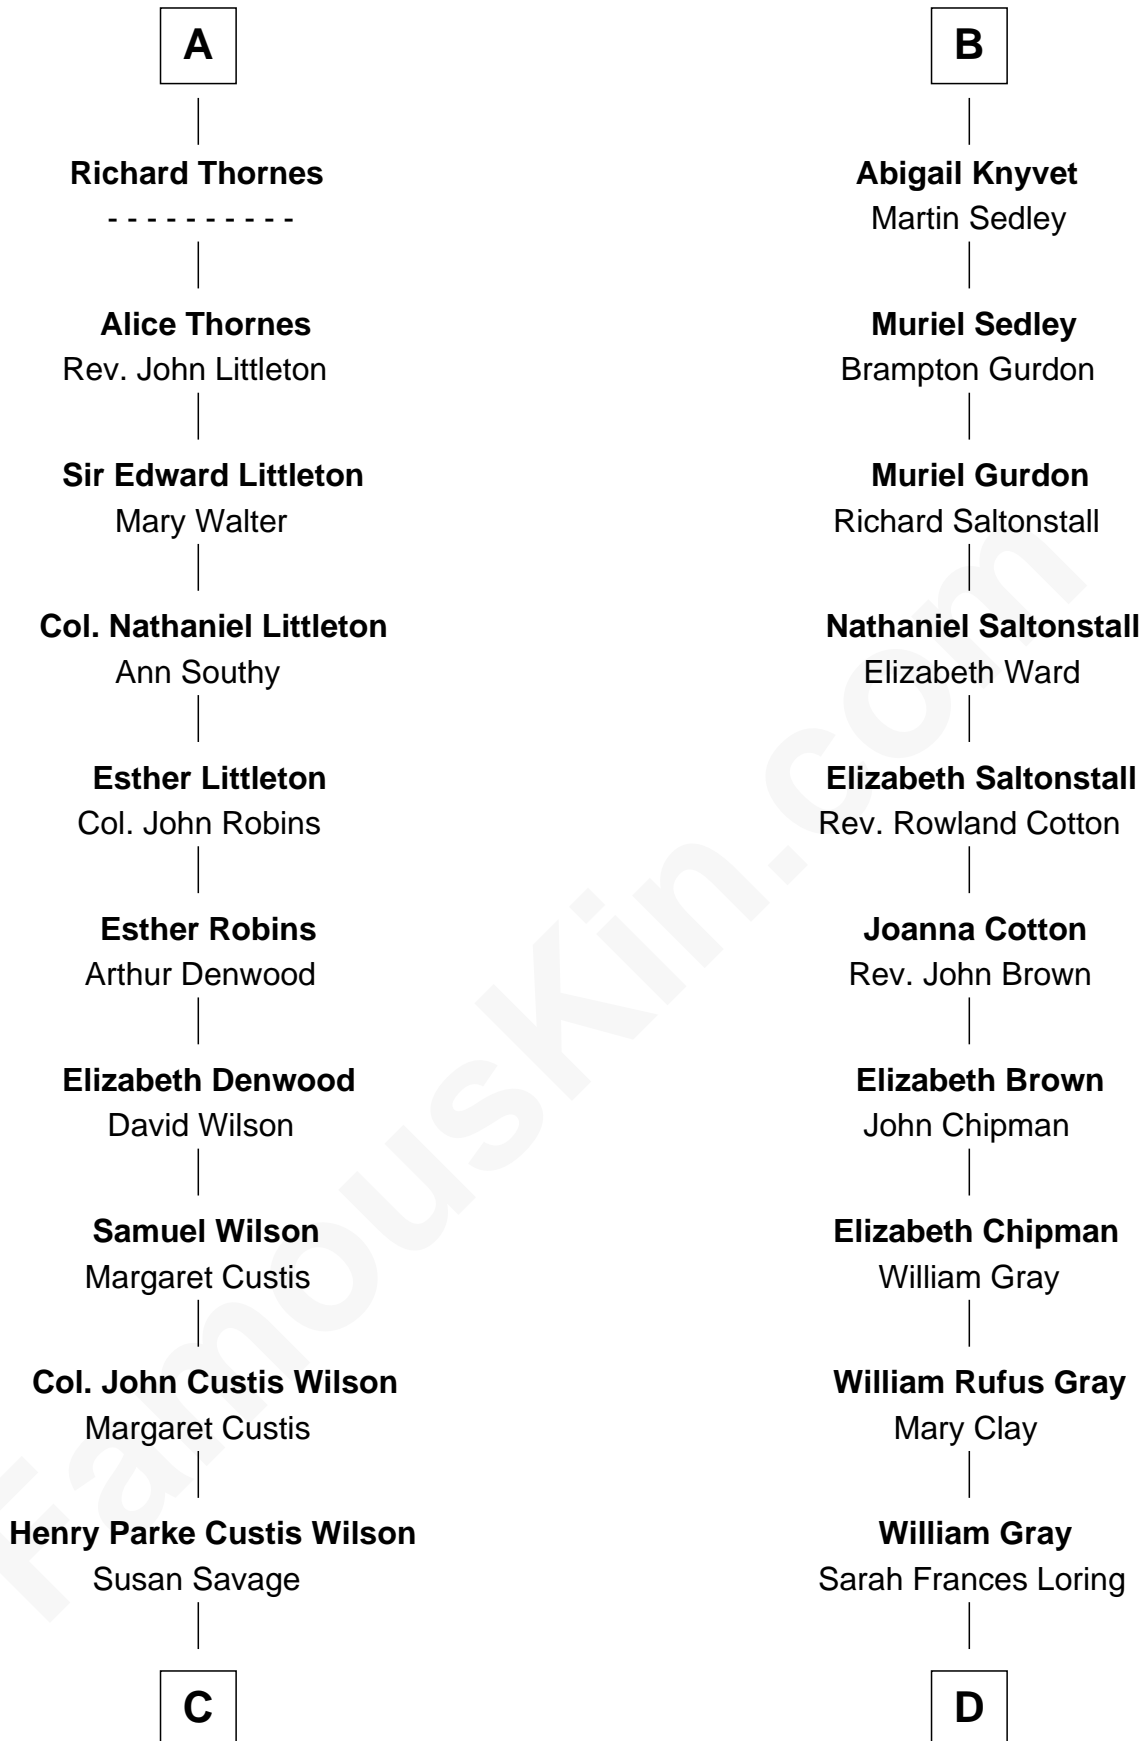 A
Richard Thornes
- - - - - - - - - -
Alice Thornes
Rev. John Littleton
Sir Edward Littleton
Mary Walter
Col. Nathaniel Littleton
Ann Southy
Esther Littleton
Col. John Robins
Esther Robins
Arthur Denwood
Elizabeth Denwood
David Wilson
Samuel Wilson
Margaret Custis
Col. John Custis Wilson
Margaret Custis
Henry Parke Custis Wilson
Susan Savage
C
B
Abigail Knyvet
Martin Sedley
Muriel Sedley
Brampton Gurdon
Muriel Gurdon
Richard Saltonstall
Nathaniel Saltonstall
Elizabeth Ward
Elizabeth Saltonstall
Rev. Rowland Cotton
Joanna Cotton
Rev. John Brown
Elizabeth Brown
John Chipman
Elizabeth Chipman
William Gray
William Rufus Gray
Mary Clay
William Gray
Sarah Frances Loring
D
FamousKin.com